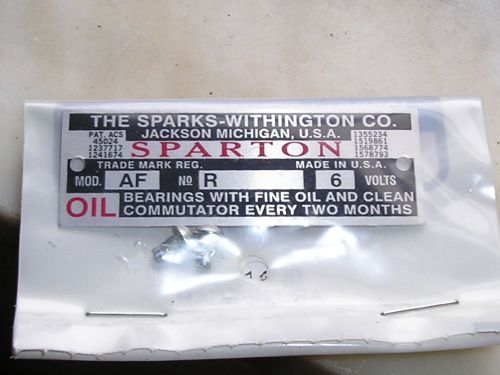 THE SPARKS-WITHINGTON CO.
JACKSON MICHIGAN, U.S.A.
PAT. ACS
45024
1237717
1241674
SPARTON
1355234
1519861
1568774
1578793
TRADE MARK REG. MADE IN U.S.A.
MOD. AF No R 6 VOLTS
OIL BEARINGS WITH FINE OIL AND CLEAN
COMMUTATOR EVERY TWO MONTHS